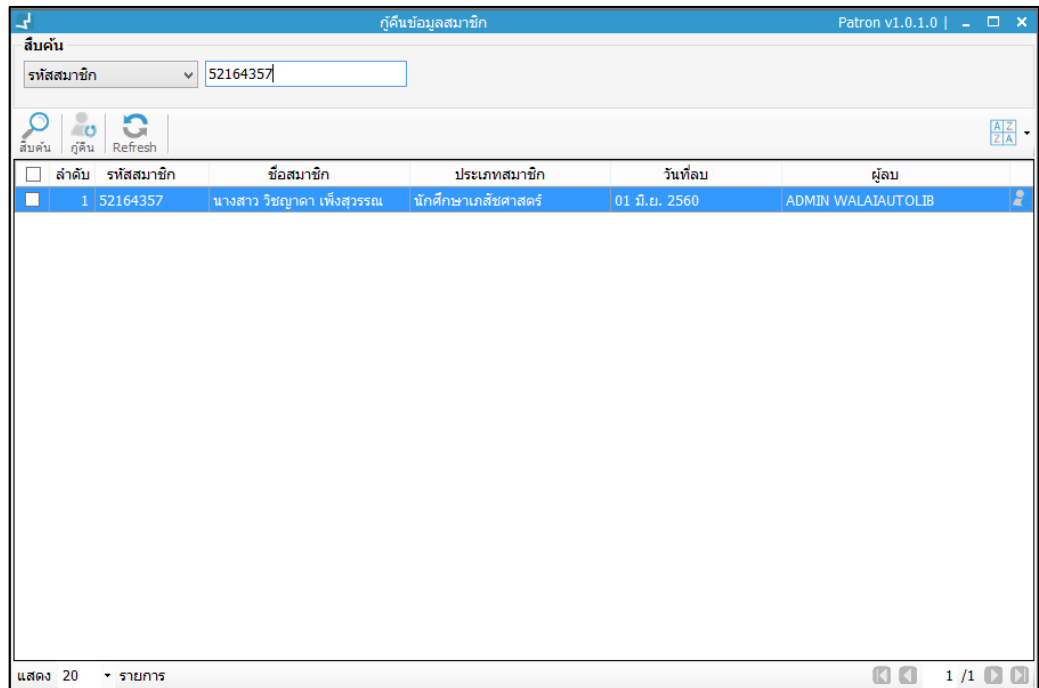 กู้คืนข้อมูลสมาชิก Patron v1.0.1.0 |
สืบค้น
รหัสสมาชิก 52164357
สืบค้น กู้คืน Refresh
ลำดับ รหัสสมาชิก ชื่อสมาชิก ประเภทสมาชิก วันที่ลบ ผู้ลบ
1 52164357 นางสาว วิชญาดา เพ็งสุวรรณ นักศึกษาเภสัชศาสตร์ 01 มิ.ย. 2560 ADMIN WALAIAUTOLIB
แสดง 20 รายการ 1 /1